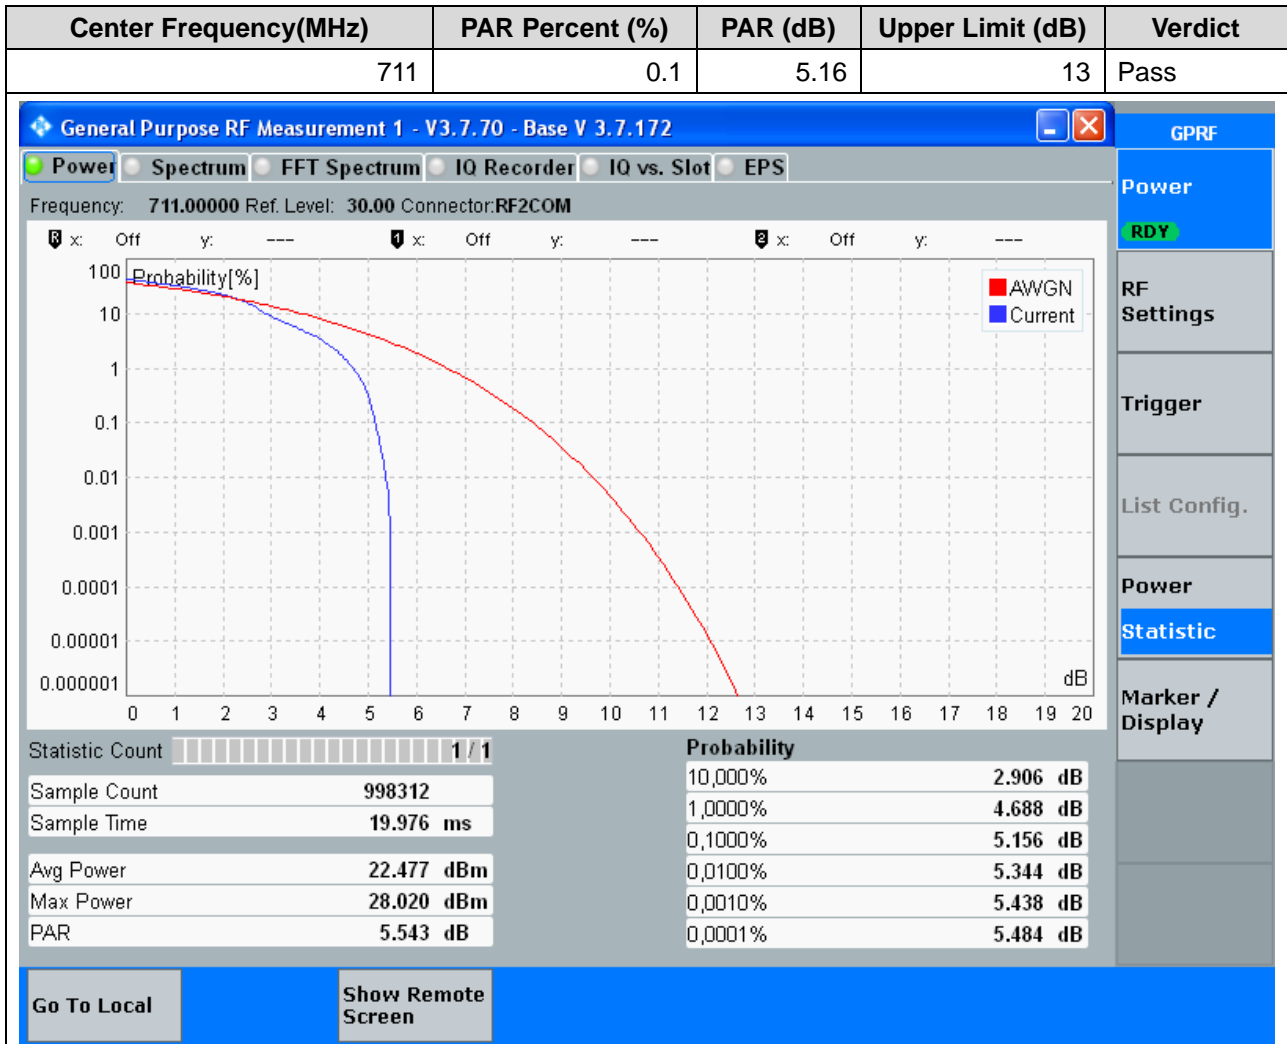 Center Frequency(MHz) PAR Percent (%) PAR (dB) Upper Limit (dB) Verdict
711 0.1 5.16 13 Pass
General Purpose RF Measurement 1 - V3.7.70 - Base V 3.7.172
GPRF
Power Spectrum FFT Spectrum IQ Recorder IQ vs. Slot EPS
Power
RDY
Frequency: 711.00000 Ref. Level: 30.00 Connector:RF2COM
R x: Off y: --- 1 x: Off y: --- 2 x: Off y: ---
Probability[%]
AWGN
Current
100
10
1
0.1
0.01
0.001
0.0001
0.00001
0.000001
dB
0 1 2 3 4 5 6 7 8 9 10 11 12 13 14 15 16 17 18 19 20
RF
Settings
Trigger
List Config.
Power
Statistic
Marker /
Display
Statistic Count 1 / 1
Sample Count 998312
Sample Time 19.976 ms
Avg Power 22.477 dBm
Max Power 28.020 dBm
PAR 5.543 dB
Probability
10,000% 2.906 dB
1,0000% 4.688 dB
0,1000% 5.156 dB
0,0100% 5.344 dB
0,0010% 5.438 dB
0,0001% 5.484 dB
Go To Local
Show Remote
Screen